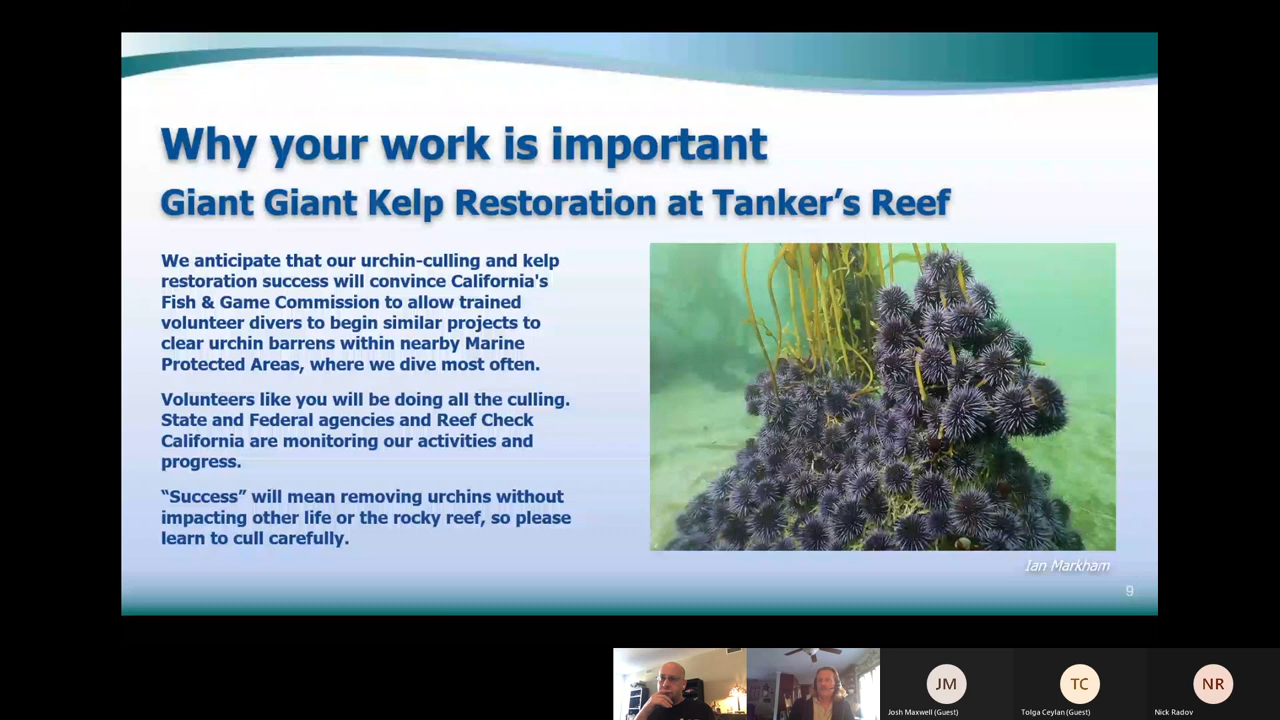 Why your work is important
Giant Giant Kelp Restoration at Tanker’s Reef
We anticipate that our urchin-culling and kelp
restoration success will convince California's
Fish & Game Commission to allow trained
volunteer divers to begin similar projects to
clear urchin barrens within nearby Marine
Protected Areas, where we dive most often.
Volunteers like you will be doing all the culling.
State and Federal agencies and Reef Check
California are monitoring our activities and
progress.
“Success” will mean removing urchins without
impacting other life or the rocky reef, so please
learn to cull carefully.
Ian Markham
9
JM
TC
NR
Josh Maxwell (Guest)
Tolga Ceylan (Guest)
Nick Radov